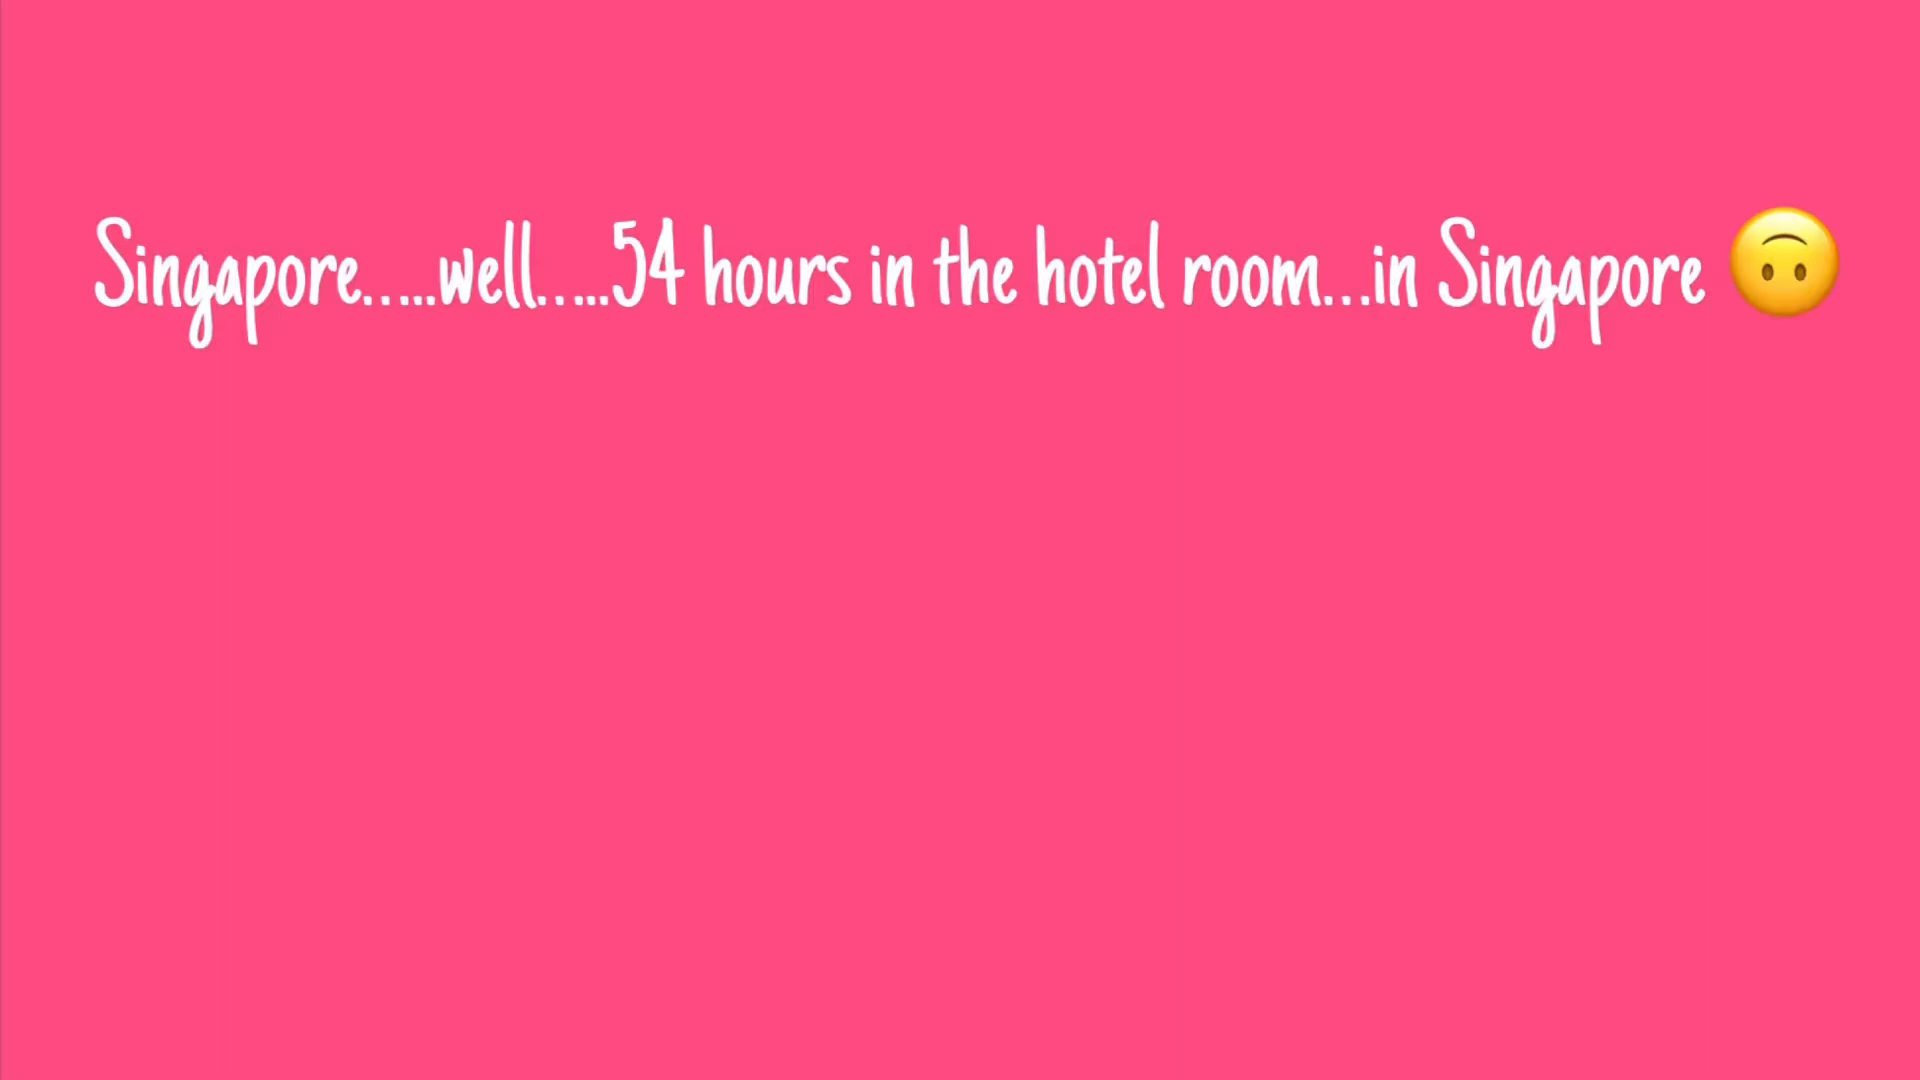 Singapore.....well.....54 hours in the hotel room...in Singapore 🙃